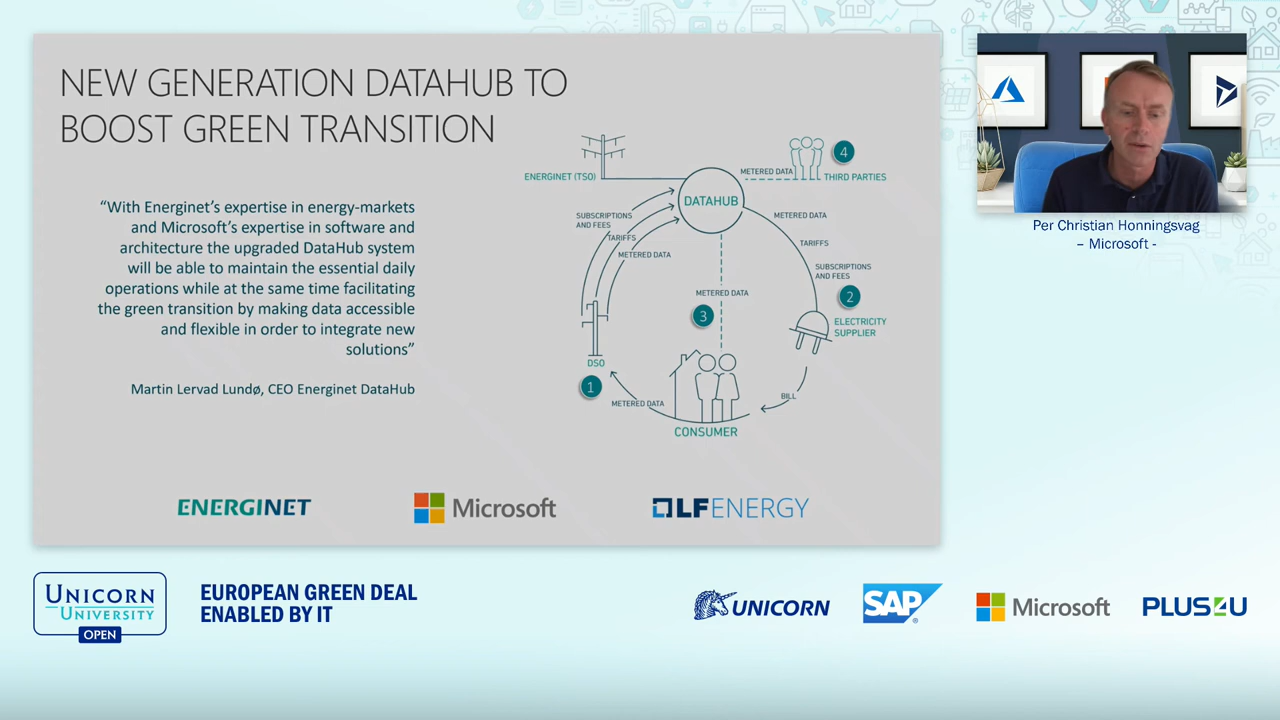 NEW GENERATION DATAHUB TO
BOOST GREEN TRANSITION
“With Energinet’s expertise in energy-markets
and Microsoft’s expertise in software and
architecture the upgraded DataHub system
will be able to maintain the essential daily
operations while at the same time facilitating
the green transition by making data accessible
and flexible in order to integrate new
solutions”
Martin Lervad Lundø, CEO Energinet DataHub
ENERGINET (TSO)
DATAHUB
METERED DATA
4
THIRD PARTIES
SUBSCRIPTIONS
AND FEES
TARIFFS
METERED DATA
METERED DATA
TARIFFS
SUBSCRIPTIONS
AND FEES
METERED DATA
3
2
ELECTRICITY
SUPPLIER
DSO
1
METERED DATA
BILL
CONSUMER
ENERGINET
Microsoft
LFENERGY
Per Christian Honningsvag
– Microsoft -
UNICORN
UNIVERSITY
OPEN
EUROPEAN GREEN DEAL
ENABLED BY IT
UNICORN
SAP
®
Microsoft
PLUS4U